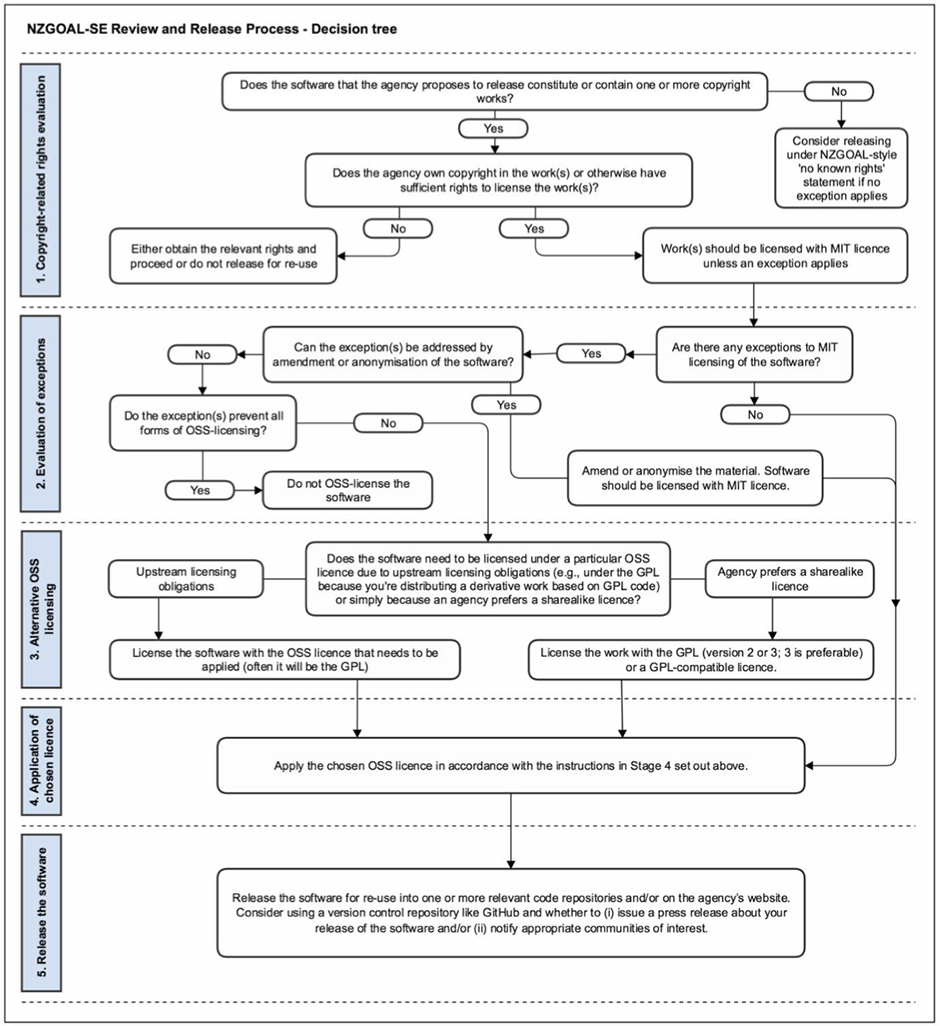 NZGOAL-SE Review and Release Process - Decision tree
1. Copyright-related rights evaluation
Does the software that the agency proposes to release constitute or contain one or more copyright
works?
No
Yes
Consider releasing
under NZGOAL-style
'no known rights'
statement if no
exception applies
Does the agency own copyright in the work(s) or otherwise have
sufficient rights to license the work(s)?
No
Yes
Either obtain the relevant rights and
proceed or do not release for re-use
Work(s) should be licensed with MIT licence
unless an exception applies
2. Evaluation of exceptions
Can the exception(s) be addressed by
amendment or anonymisation of the software?
Are there any exceptions to MIT
licensing of the software?
No
Yes
Yes
No
Do the exception(s) prevent all
forms of OSS-licensing?
No
Yes
Do not OSS-license the
software
Amend or anonymise the material. Software
should be licensed with MIT licence.
3. Alternative OSS
licensing
Upstream licensing
obligations
Does the software need to be licensed under a particular OSS
licence due to upstream licensing obligations (e.g., under the GPL
because you're distributing a derivative work based on GPL code)
or simply because an agency prefers a sharealike licence?
Agency prefers a sharealike
licence
License the software with the OSS licence that needs to be
applied (often it will be the GPL)
License the work with the GPL (version 2 or 3; 3 is preferable)
or a GPL-compatible licence.
4. Application of
chosen licence
Apply the chosen OSS licence in accordance with the instructions in Stage 4 set out above.
5. Release the software
Release the software for re-use into one or more relevant code repositories and/or on the agency's website.
Consider using a version control repository like GitHub and whether to (i) issue a press release about your
release of the software and/or (ii) notify appropriate communities of interest.